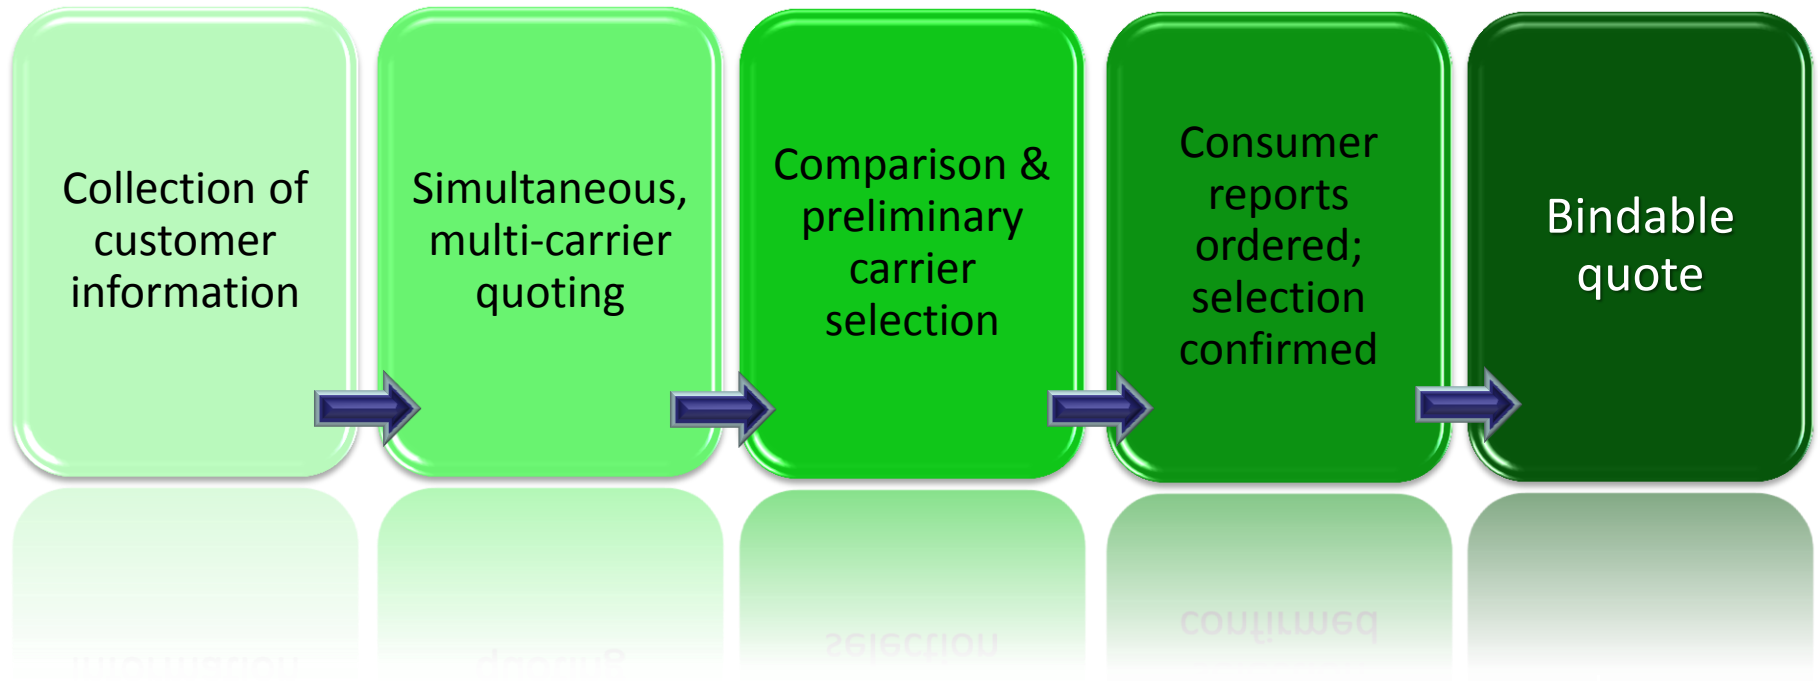 Collection of
customer
information
Simultaneous,
multi-carrier
quoting
Comparison &
preliminary
carrier
selection
Consumer
reports
ordered;
selection
confirmed
Bindable
quote